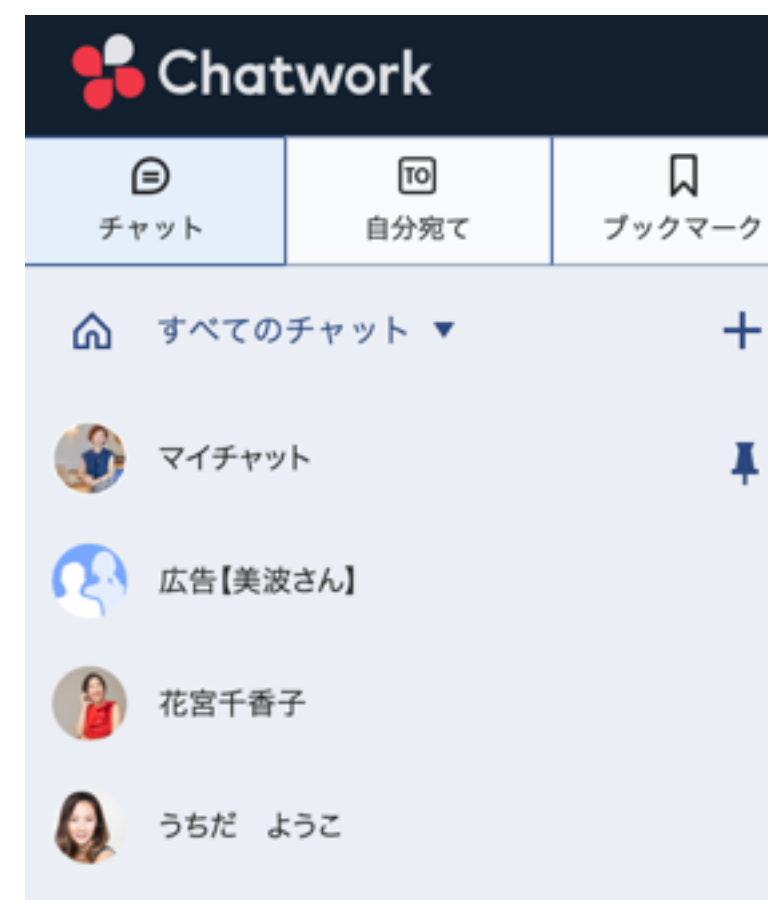 Chatwork
TO
チャット 自分宛て ブックマーク
すべてのチャット ▼
マイチャット
広告【美波さん】
花宮千香子
うちだ　ようこ